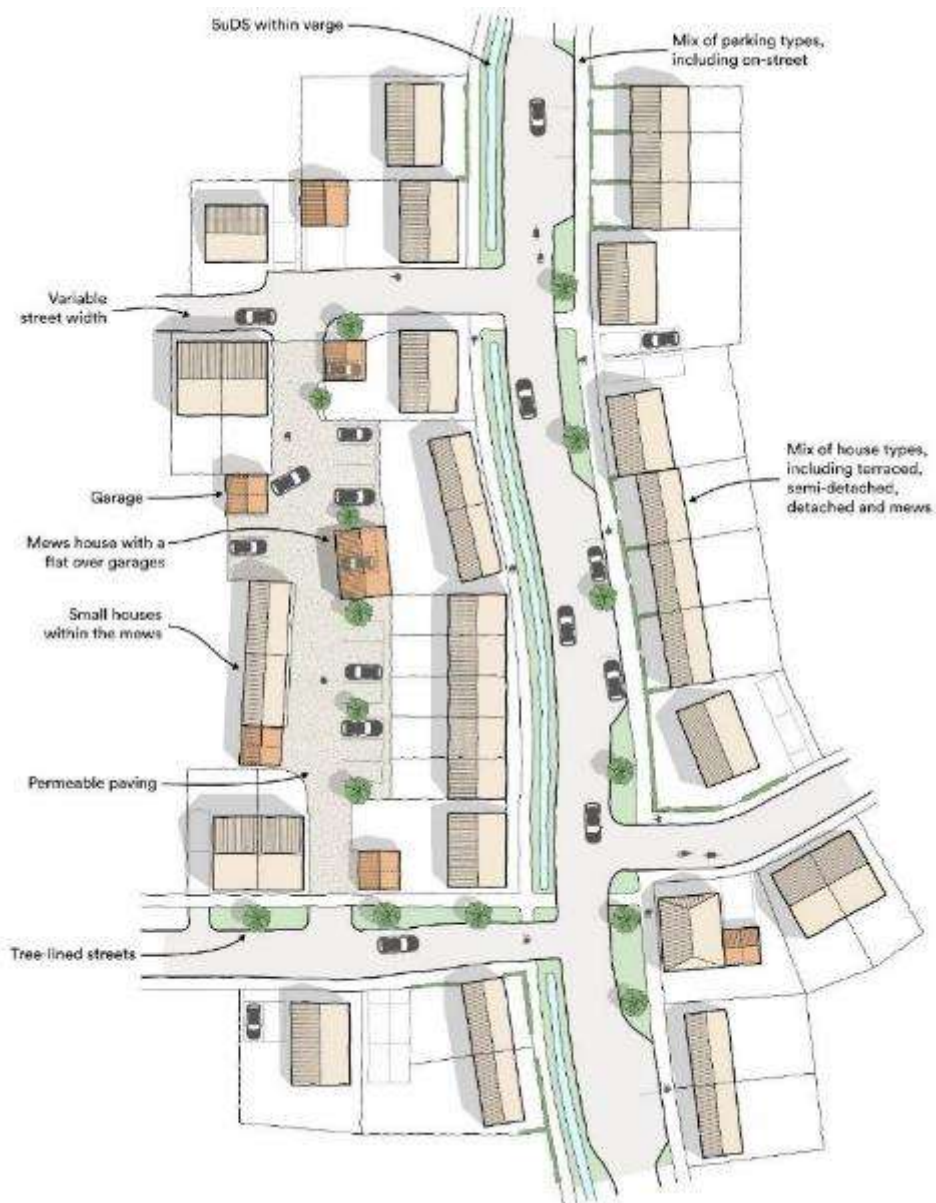 SuDS within varge
Mix of parking types,
including on-street
Variable
street width
Mix of house types,
including terraced,
semi-detached,
detached and mews
Garage
Mews house with a
flat over garages
Small houses
within the mews
Permeable paving
Tree-lined streets